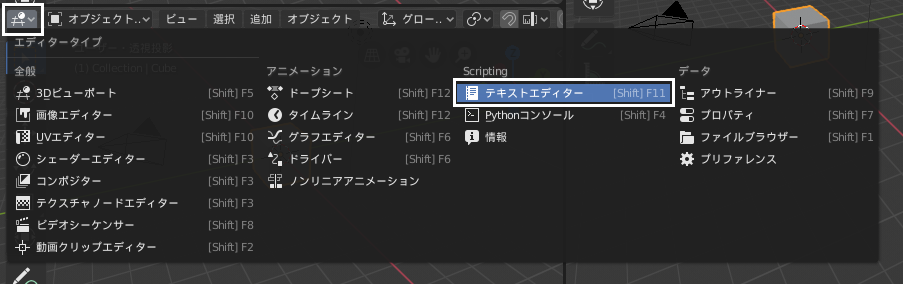 オブジェクト.. ビュー 選択 追加 オブジェクト グロー..
エディタータイプ
(1) Collection | Cube
全般
3Dビューポート [Shift] F5
画像エディター [Shift] F10
UVエディター [Shift] F10
シェーダーエディター [Shift] F3
コンポジター [Shift] F3
テクスチャノードエディター [Shift] F3
ビデオシーケンサー [Shift] F8
動画クリップエディター [Shift] F2
アニメーション
ドープシート [Shift] F12
タイムライン [Shift] F12
グラフエディター [Shift] F6
ドライバー [Shift] F6
ノンリニアアニメーション
Scripting
テキストエディター [Shift] F11
Pythonコンソール [Shift] F4
情報
データ
アウトライナー [Shift] F9
プロパティ [Shift] F7
ファイルブラウザー [Shift] F1
プリファレンス